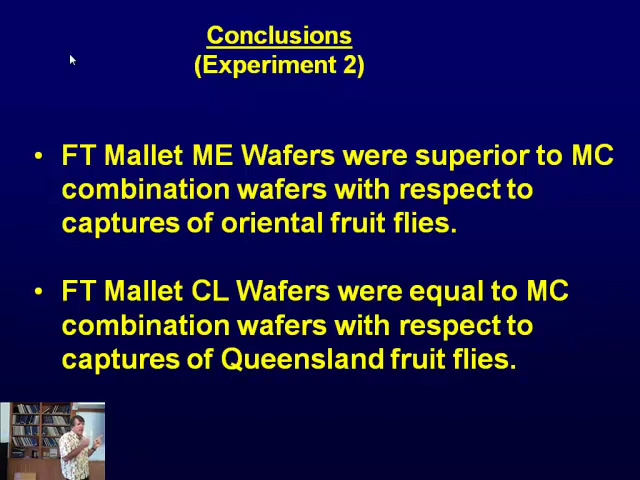 Conclusions
(Experiment 2)
• FT Mallet ME Wafers were superior to MC
combination wafers with respect to
captures of oriental fruit flies.
• FT Mallet CL Wafers were equal to MC
combination wafers with respect to
captures of Queensland fruit flies.